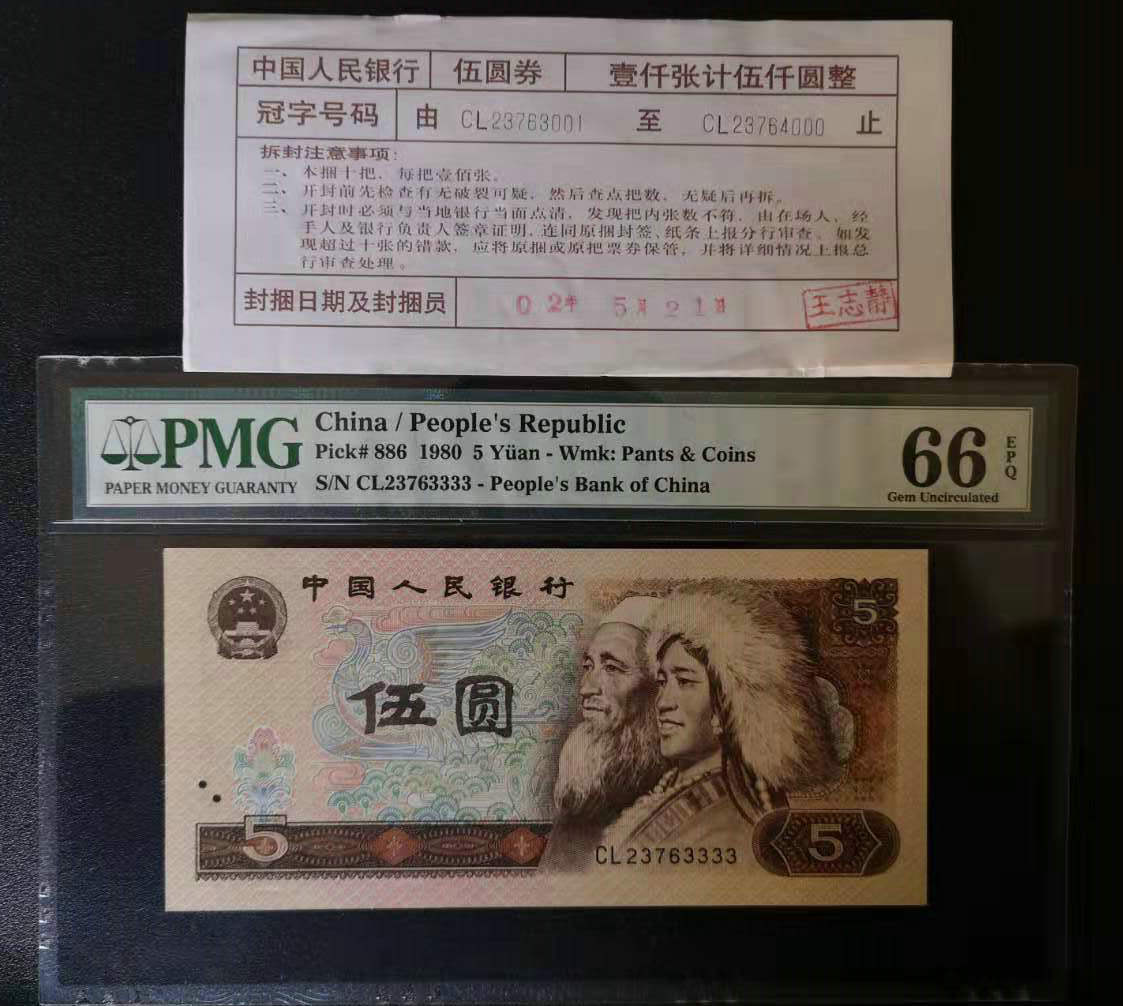 中国人民银行 伍圆券 壹仟张计伍仟圆整
冠字号码 由 CL23763001 至 CL23764000 止
拆封注意事项:
一、本捆十把，每把壹佰张。
二、开封前先检查有无破裂可疑，然后查点把数，无疑后再拆。
三、开封时必须与当地银行当面点清，发现把内张数不符，由在场人、经
手人及银行负责人签章证明，连同原捆封签、纸条上报分行审查。如发
现超过十张的错款，应将原捆或原把票券保管，并将详细情况上报总
行审查处理。
封捆日期及封捆员 02年 5月21日 王志静
PMG
PAPER MONEY GUARANTY
China / People's Republic
Pick# 886 1980 5 Yüan - Wmk: Pants & Coins
S/N CL23763333 - People's Bank of China
66
EPQ
Gem Uncirculated
中国人民银行
5
伍圆
5
CL23763333
5